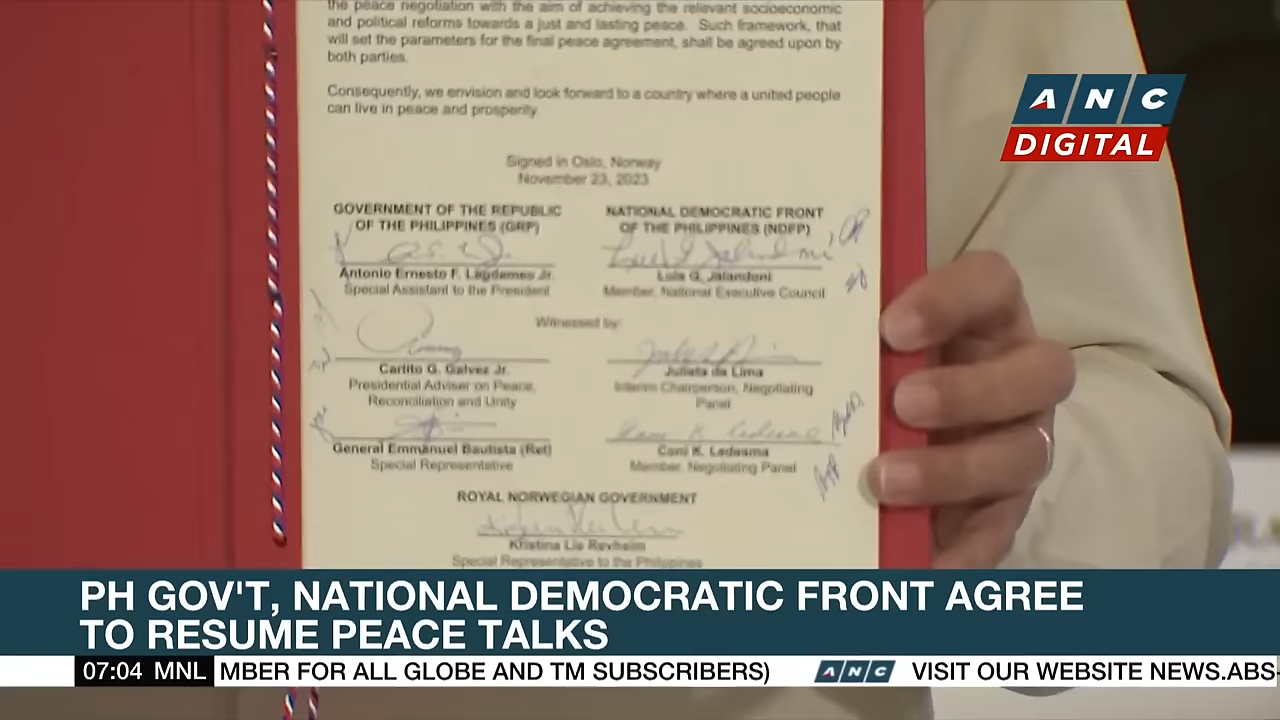 the peace negotiation with the aim of achieving the relevant socioeconomic
and political reforms towards a just and lasting peace. Such framework, that
will set the parameters for the final peace agreement, shall be agreed upon by
both parties.
Consequently, we envision and look forward to a country where a united people
can live in peace and prosperity.
Signed in Oslo, Norway
November 23, 2023
GOVERNMENT OF THE REPUBLIC
OF THE PHILIPPINES (GRP)
Antonio Ernesto F. Lagdameo Jr.
Special Assistant to the President
NATIONAL DEMOCRATIC FRONT
OF THE PHILIPPINES (NDFP)
Luis G. Jalandoni
Member, National Executive Council
Witnessed by:
Carlito G. Galvez Jr.
Presidential Adviser on Peace,
Reconciliation and Unity
Julieta de Lima
Interim Chairperson, Negotiating
Panel
General Emmanuel Bautista (Ret)
Special Representative
Coni K. Ledesma
Member, Negotiating Panel
ROYAL NORWEGIAN GOVERNMENT
Kristina Lie Revheim
Special Representative to the Philippines
ANC
DIGITAL
PH GOV'T, NATIONAL DEMOCRATIC FRONT AGREE
TO RESUME PEACE TALKS
07:04 MNL MBER FOR ALL GLOBE AND TM SUBSCRIBERS) ANC VISIT OUR WEBSITE NEWS.ABS-